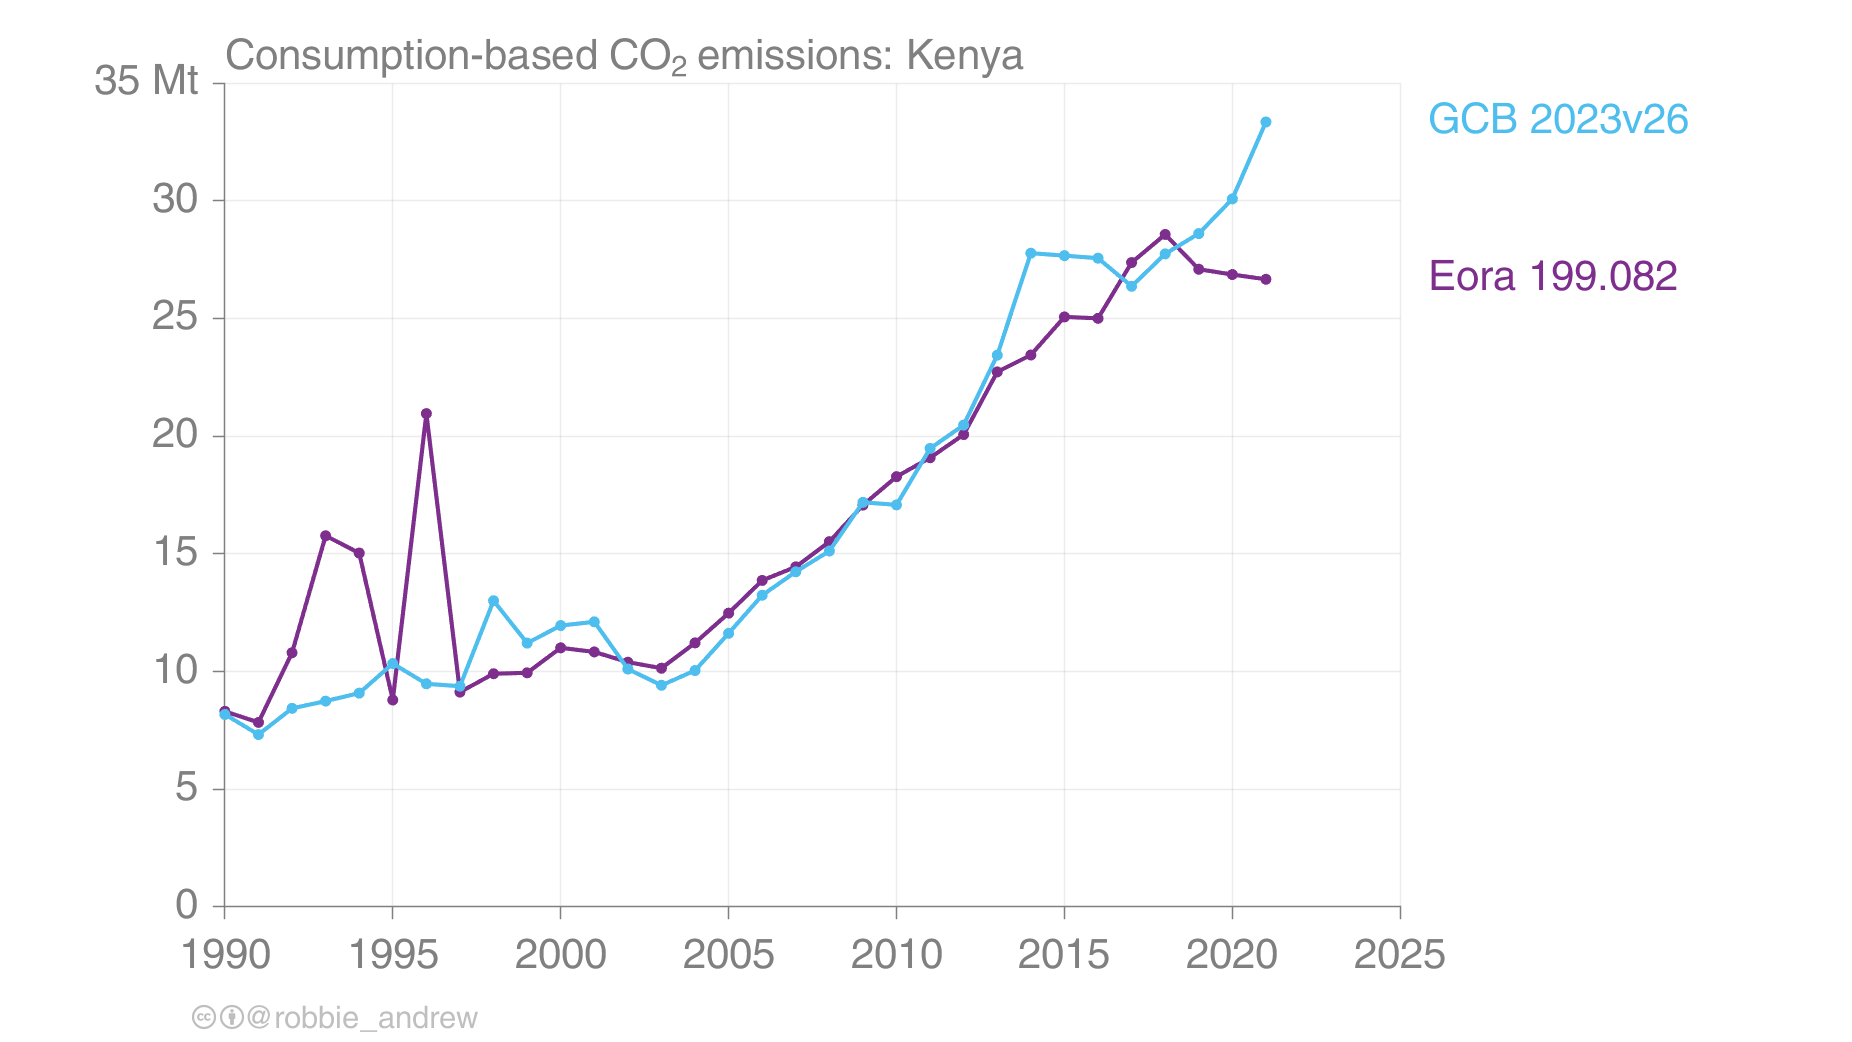 Consumption-based CO₂ emissions: Kenya
35 Mt
30
25
20
15
10
5
0
1990 1995 2000 2005 2010 2015 2020 2025
GCB 2023v26
Eora 199.082
@robbie_andrew